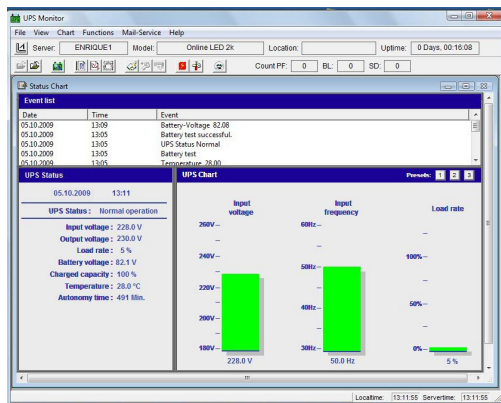 UPS Monitor
File View Chart Functions Mail-Service Help
Server: ENRIQUE1 Model: Online LED 2k Location: Uptime: 0 Days, 00:16:08
Count PF: 0 BL: 0 SD: 0
Status Chart
Event list
Date Time Event
05.10.2009 13:09 Battery-Voltage 82.08
05.10.2009 13:05 Battery test successful.
05.10.2009 13:05 UPS Status Normal
05.10.2009 13:05 Battery test
05.10.2009 13:05 Temperature 28.00
UPS Status
05.10.2009 13:11
UPS Status : Normal operation
Input voltage : 228.0 V
Output voltage : 230.0 V
Load rate : 5 %
Battery voltage : 82.1 V
Charged capacity : 100 %
Temperature : 28.0 °C
Autonomy time : 491 Min.
UPS Chart Presets: 1 2 3
Input voltage
260V
240V
220V
200V
180V
228.0 V
Input frequency
60Hz
50Hz
40Hz
30Hz
50.0 Hz
Load rate
100%
50%
0%
5 %
Localtime: 13:11:55 Servertime: 13:11:55